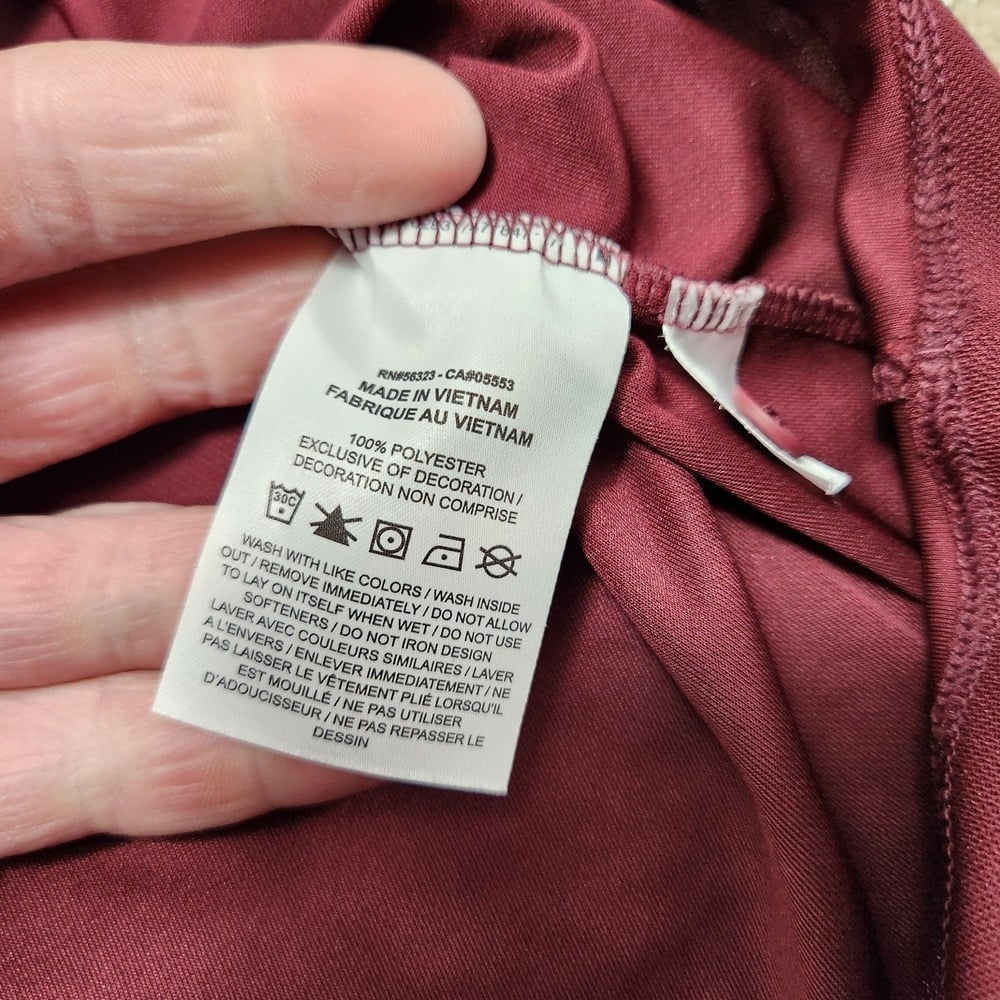 RN#56323 - CA#05553
MADE IN VIETNAM
FABRIQUE AU VIETNAM
100% POLYESTER
EXCLUSIVE OF DECORATION /
DECORATION NON COMPRISE
30C
WASH WITH LIKE COLORS / WASH INSIDE
OUT / REMOVE IMMEDIATELY / DO NOT ALLOW
TO LAY ON ITSELF WHEN WET / DO NOT USE
SOFTENERS / DO NOT IRON DESIGN
LAVER AVEC COULEURS SIMILAIRES / LAVER
A L'ENVERS / ENLEVER IMMEDIATEMENT / NE
PAS LAISSER LE VÊTEMENT PLIÉ LORSQU'IL
EST MOUILLÉ / NE PAS UTILISER
D'ADOUCISSEUR / NE PAS REPASSER LE
DESSIN